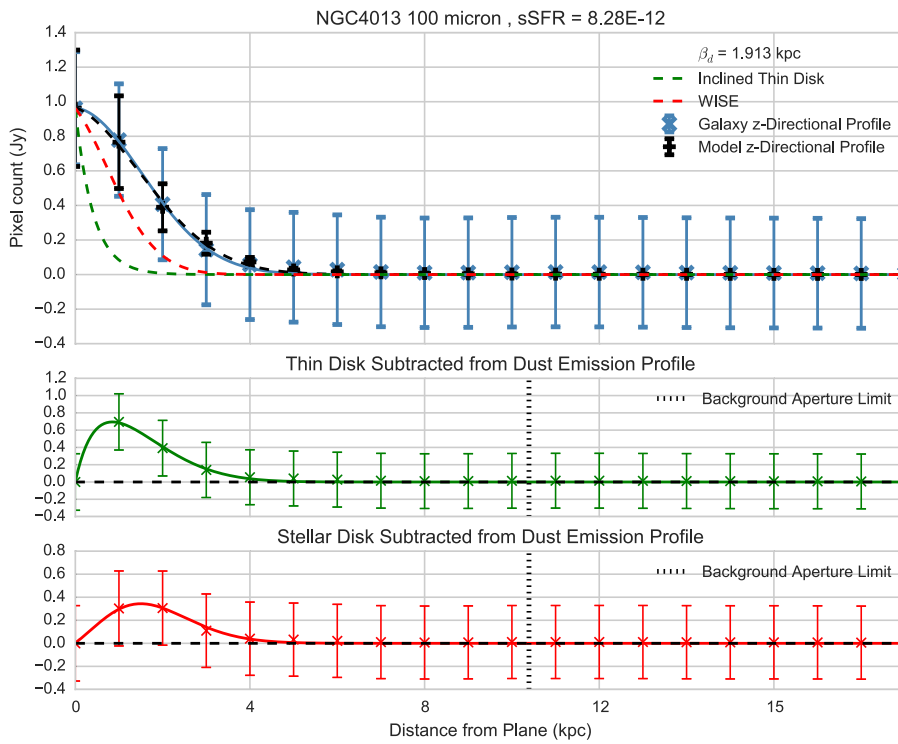 NGC4013 100 micron , sSFR = 8.28E-12
1.4
1.2
1.0
0.8
0.6
0.4
0.2
0.0
−0.2
−0.4
Pixel count (Jy)
β_d = 1.913 kpc
Inclined Thin Disk
WISE
Galaxy z-Directional Profile
Model z-Directional Profile
Thin Disk Subtracted from Dust Emission Profile
1.2
1.0
0.8
0.6
0.4
0.2
0.0
−0.2
−0.4
Background Aperture Limit
Stellar Disk Subtracted from Dust Emission Profile
0.8
0.6
0.4
0.2
0.0
−0.2
−0.4
Background Aperture Limit
0 4 8 12 15
Distance from Plane (kpc)